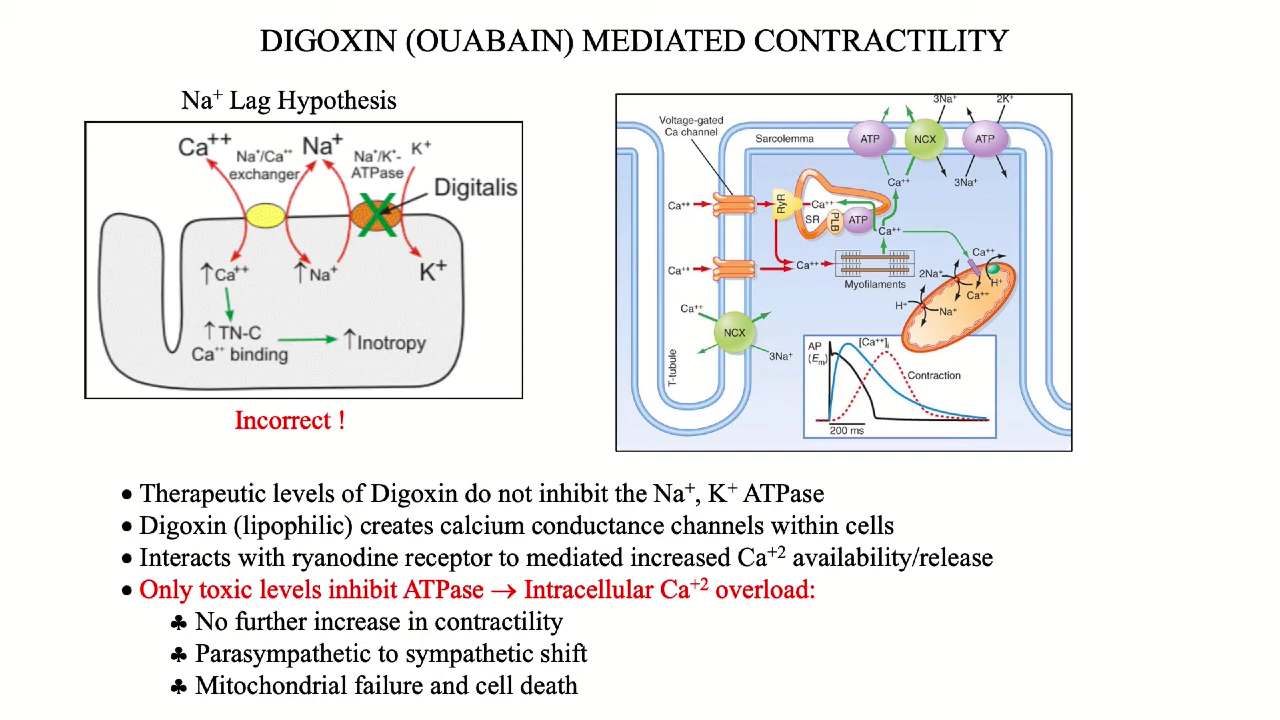 DIGOXIN (OUABAIN) MEDIATED CONTRACTILITY
Na+ Lag Hypothesis
Ca++
Na+/Ca++
exchanger
Na+
Na+/K+-
ATPase
K+
Digitalis
↑Ca++
↑Na+
K+
↑TN-C
Ca++ binding
↑Inotropy
Incorrect !
Voltage-gated
Ca channel
Sarcolemma
ATP
NCX
ATP
3Na+
2K+
Ca++
3Na+
Ca++
RyR
Ca++
SR
PLB
ATP
Ca++
Ca++
Ca++
Myofilaments
Ca++
2Na+
H+
Ca++
H+
Na+
Ca++
NCX
3Na+
T-tubule
AP
(Em)
[Ca++]i
Contraction
200 ms
• Therapeutic levels of Digoxin do not inhibit the Na+, K+ ATPase
• Digoxin (lipophilic) creates calcium conductance channels within cells
• Interacts with ryanodine receptor to mediated increased Ca+2 availability/release
• Only toxic levels inhibit ATPase → Intracellular Ca+2 overload:
♣ No further increase in contractility
♣ Parasympathetic to sympathetic shift
♣ Mitochondrial failure and cell death